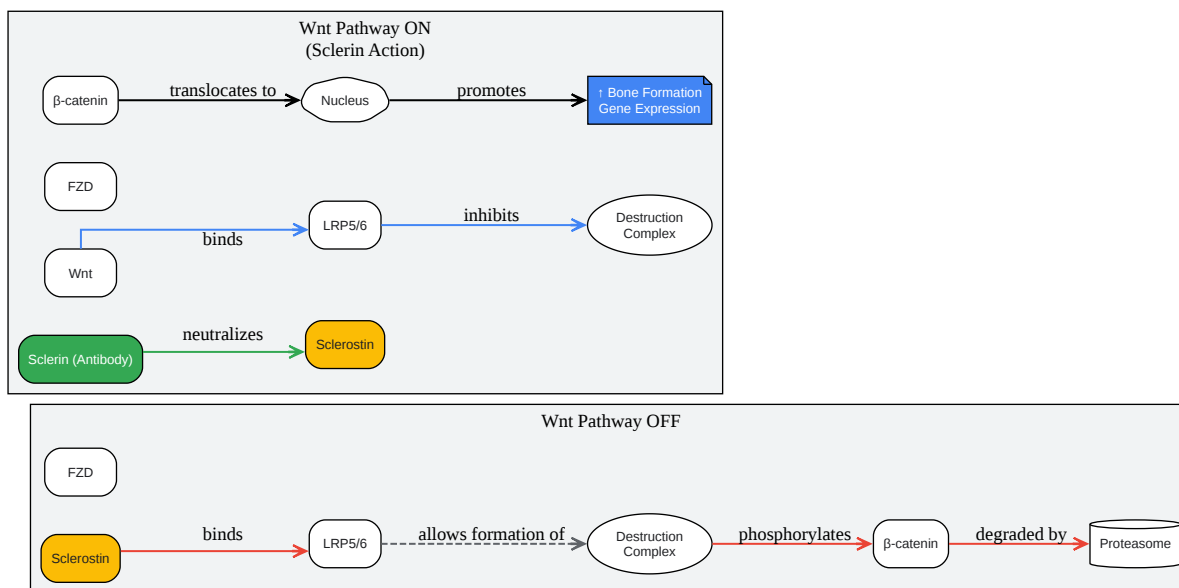 Wnt Pathway ON
(Sclerin Action)
β-catenin
translocates to
Nucleus
promotes
↑ Bone Formation
Gene Expression
FZD
Wnt
binds
LRP5/6
inhibits
Destruction
Complex
Sclerin (Antibody)
neutralizes
Sclerostin
Wnt Pathway OFF
FZD
Sclerostin
binds
LRP5/6
allows formation of
Destruction
Complex
phosphorylates
β-catenin
degraded by
Proteasome